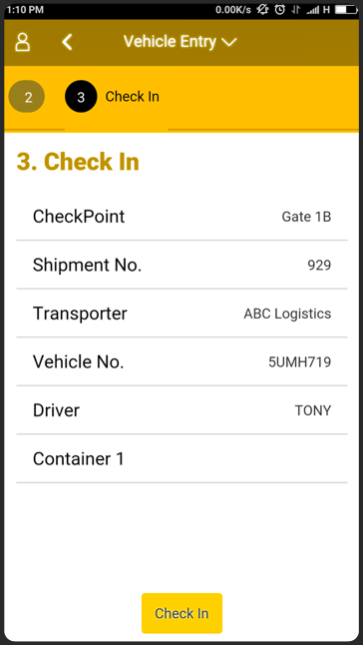 1:10 PM 0.00K/s H
Vehicle Entry
2 3 Check In
3. Check In
CheckPoint Gate 1B
Shipment No. 929
Transporter ABC Logistics
Vehicle No. 5UMH719
Driver TONY
Container 1
Check In